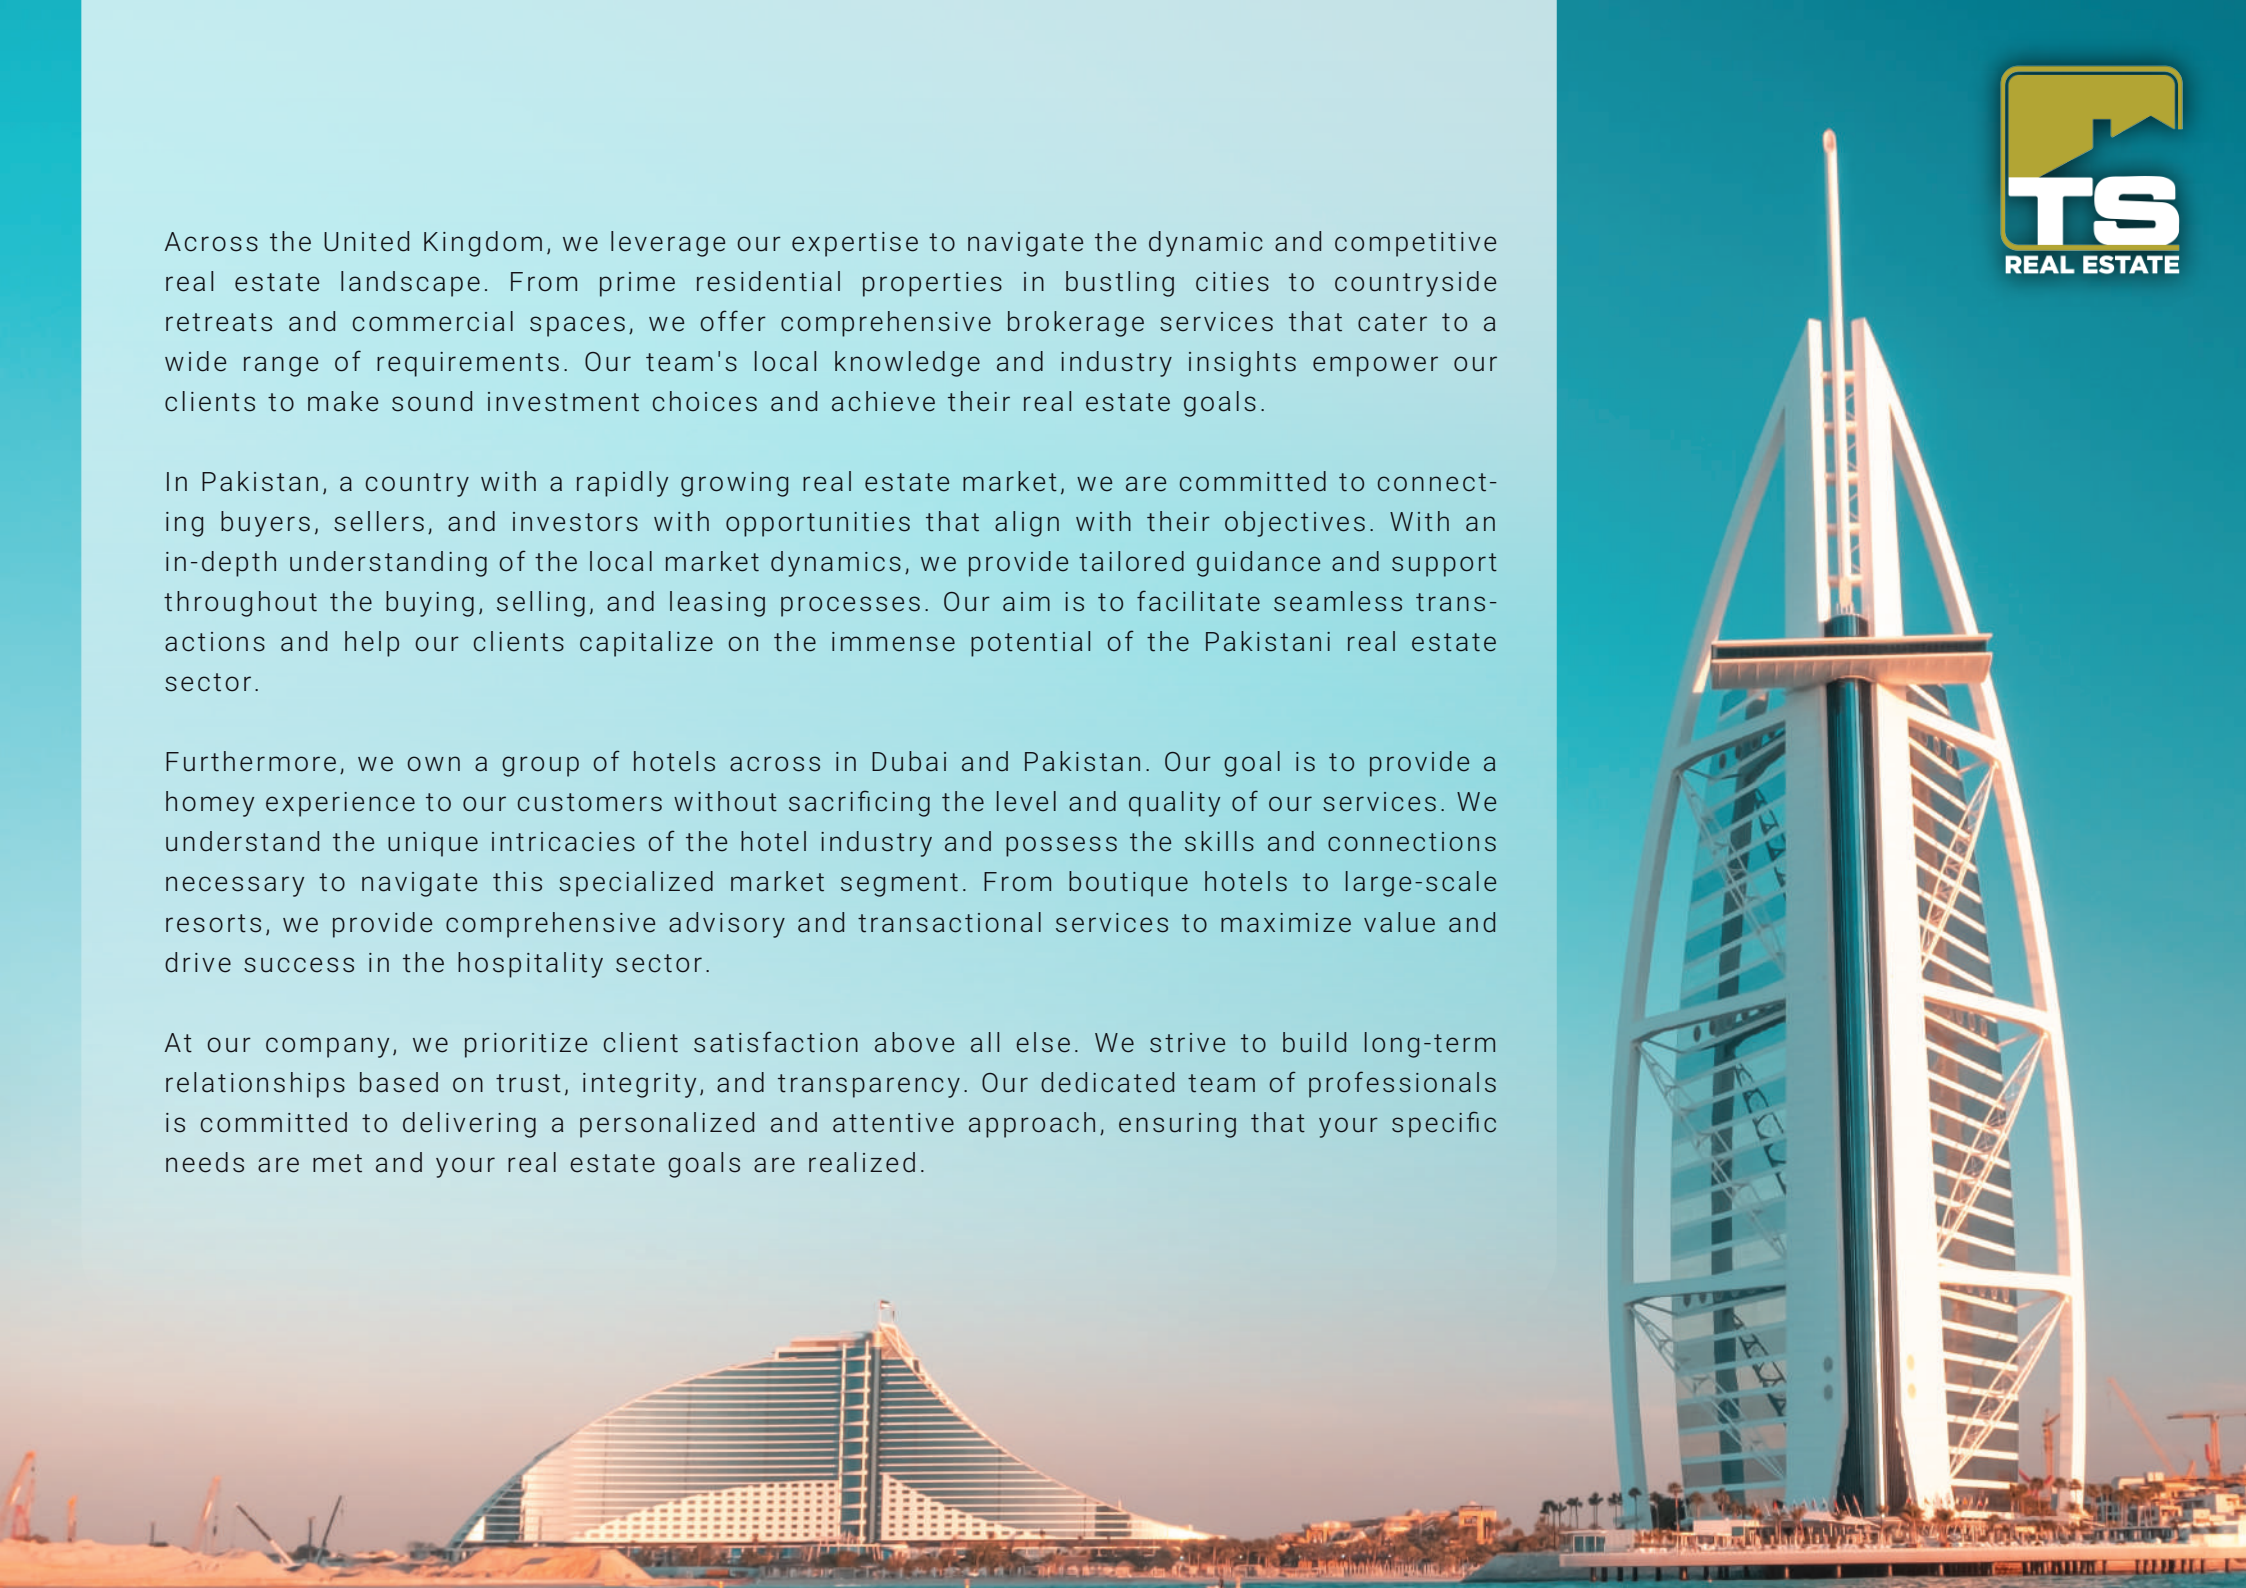 Across the United Kingdom, we leverage our expertise to navigate the dynamic and competitive
real estate landscape. From prime residential properties in bustling cities to countryside
retreats and commercial spaces, we offer comprehensive brokerage services that cater to a
wide range of requirements. Our team's local knowledge and industry insights empower our
clients to make sound investment choices and achieve their real estate goals.
In Pakistan, a country with a rapidly growing real estate market, we are committed to connect-
ing buyers, sellers, and investors with opportunities that align with their objectives. With an
in-depth understanding of the local market dynamics, we provide tailored guidance and support
throughout the buying, selling, and leasing processes. Our aim is to facilitate seamless trans-
actions and help our clients capitalize on the immense potential of the Pakistani real estate
sector.
Furthermore, we own a group of hotels across in Dubai and Pakistan. Our goal is to provide a
homey experience to our customers without sacrificing the level and quality of our services. We
understand the unique intricacies of the hotel industry and possess the skills and connections
necessary to navigate this specialized market segment. From boutique hotels to large-scale
resorts, we provide comprehensive advisory and transactional services to maximize value and
drive success in the hospitality sector.
At our company, we prioritize client satisfaction above all else. We strive to build long-term
relationships based on trust, integrity, and transparency. Our dedicated team of professionals
is committed to delivering a personalized and attentive approach, ensuring that your specific
needs are met and your real estate goals are realized.
TS
REAL ESTATE